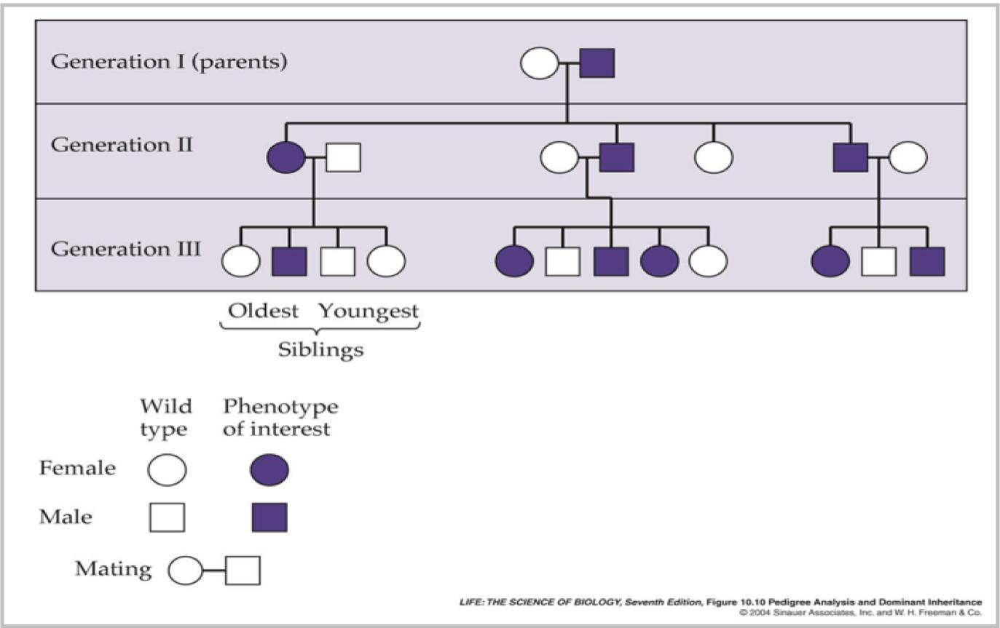 Generation I (parents)
Generation II
Generation III
Oldest Youngest
Siblings
Wild Phenotype
type of interest
Female
Male
Mating
LIFE: THE SCIENCE OF BIOLOGY, Seventh Edition, Figure 10.10 Pedigree Analysis and Dominant Inheritance
© 2004 Sinauer Associates, Inc. and W. H. Freeman & Co.